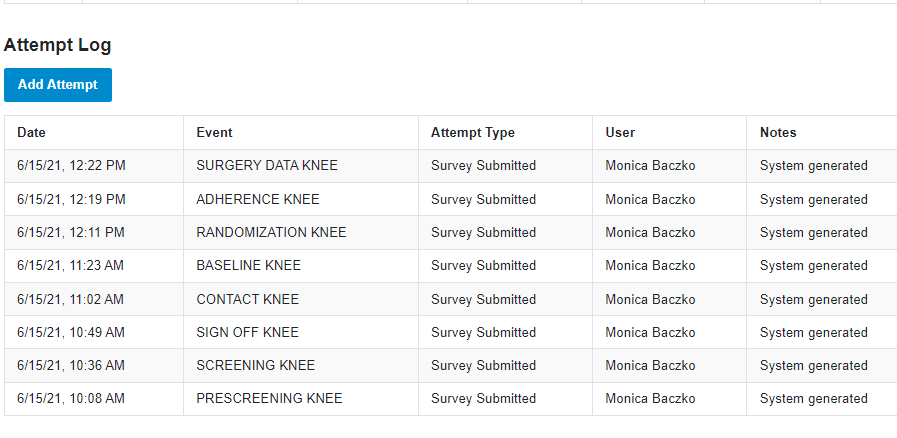 Attempt Log
Add Attempt
Date Event Attempt Type User Notes
6/15/21, 12:22 PM SURGERY DATA KNEE Survey Submitted Monica Baczko System generated
6/15/21, 12:19 PM ADHERENCE KNEE Survey Submitted Monica Baczko System generated
6/15/21, 12:11 PM RANDOMIZATION KNEE Survey Submitted Monica Baczko System generated
6/15/21, 11:23 AM BASELINE KNEE Survey Submitted Monica Baczko System generated
6/15/21, 11:02 AM CONTACT KNEE Survey Submitted Monica Baczko System generated
6/15/21, 10:49 AM SIGN OFF KNEE Survey Submitted Monica Baczko System generated
6/15/21, 10:36 AM SCREENING KNEE Survey Submitted Monica Baczko System generated
6/15/21, 10:08 AM PRESCREENING KNEE Survey Submitted Monica Baczko System generated